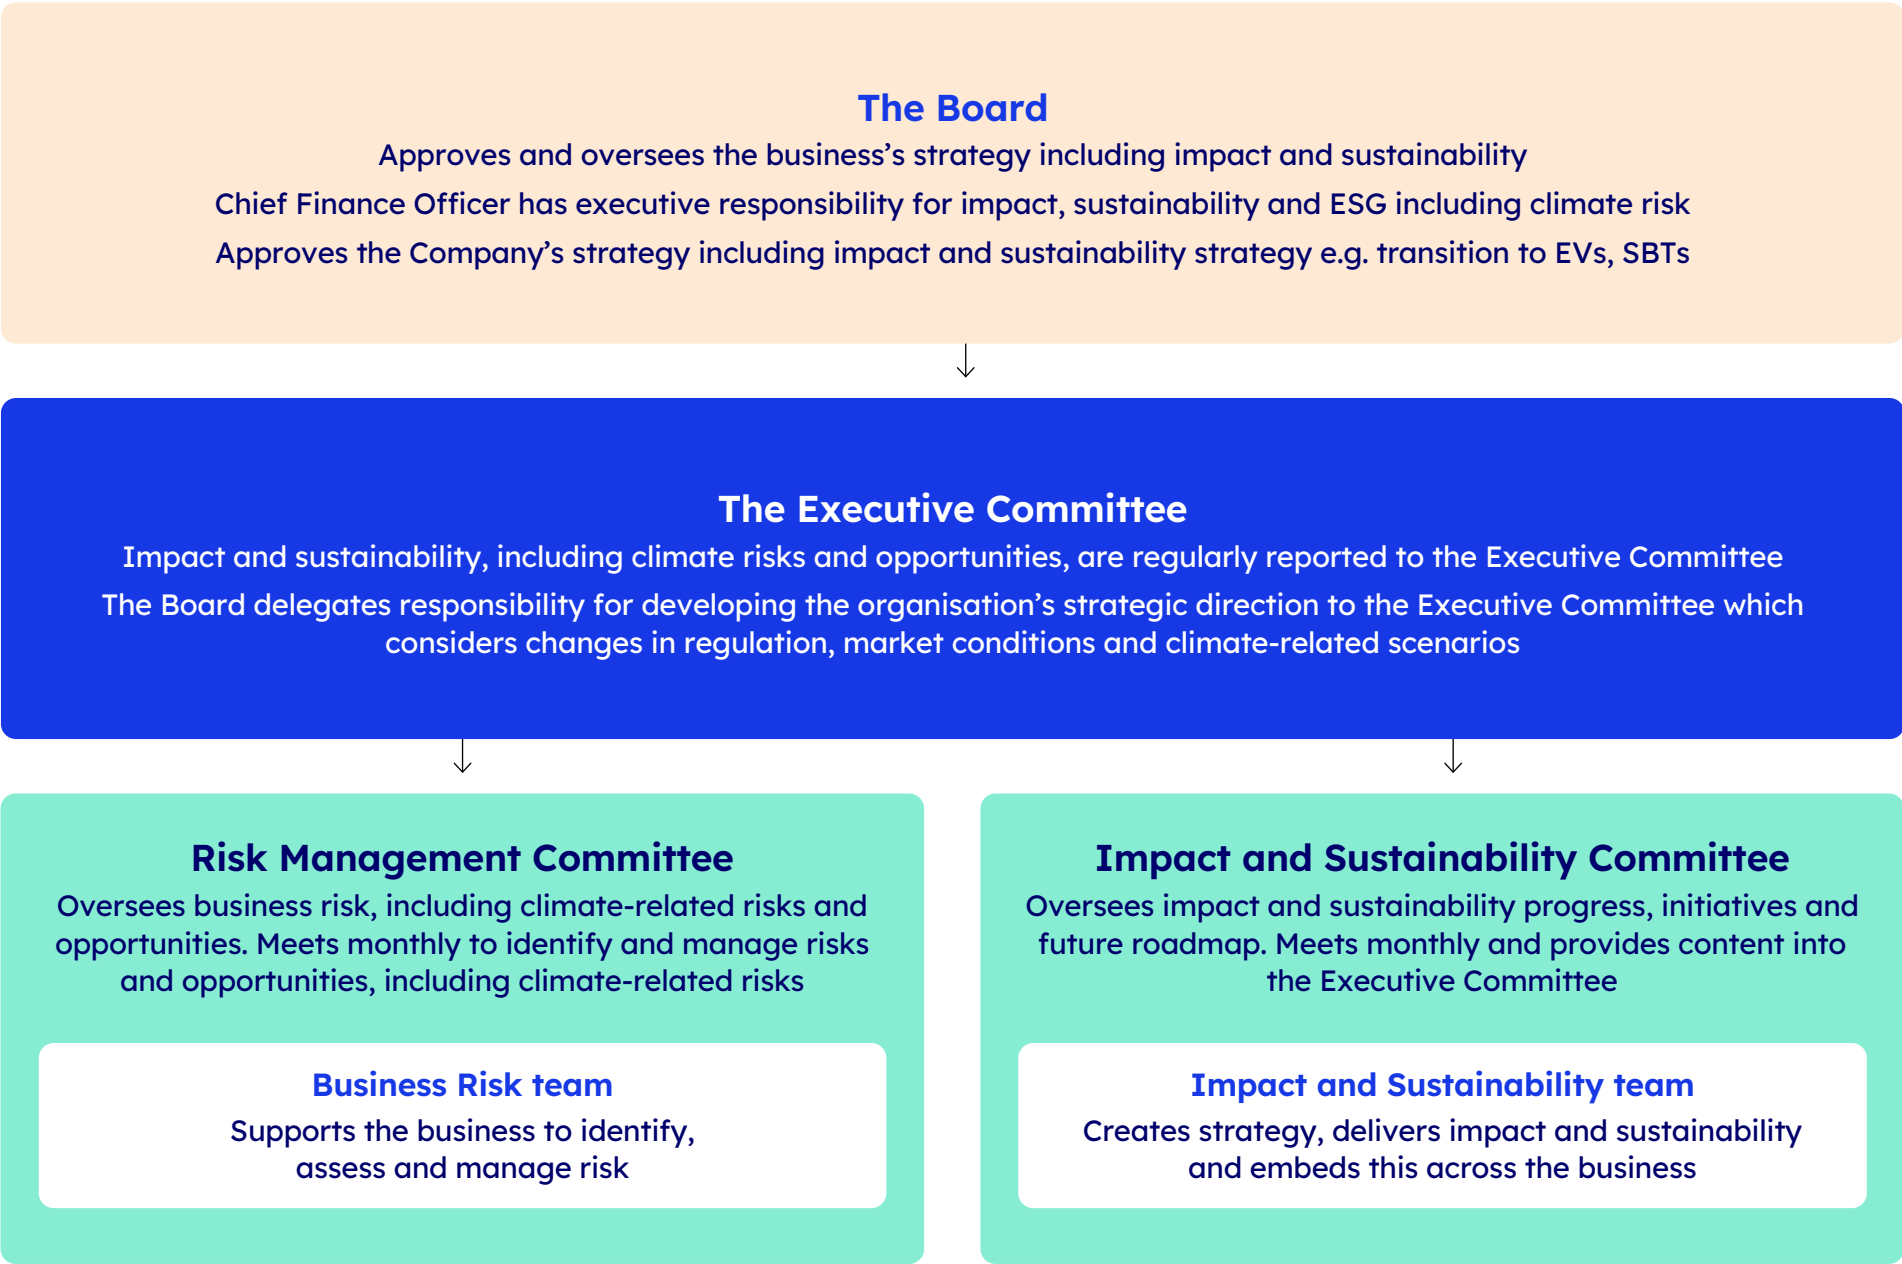 The Board
Approves and oversees the business’s strategy including impact and sustainability
Chief Finance Officer has executive responsibility for impact, sustainability and ESG including climate risk
Approves the Company’s strategy including impact and sustainability strategy e.g. transition to EVs, SBTs
The Executive Committee
Impact and sustainability, including climate risks and opportunities, are regularly reported to the Executive Committee
The Board delegates responsibility for developing the organisation’s strategic direction to the Executive Committee which
considers changes in regulation, market conditions and climate-related scenarios
Risk Management Committee
Oversees business risk, including climate-related risks and
opportunities. Meets monthly to identify and manage risks
and opportunities, including climate-related risks
Business Risk team
Supports the business to identify,
assess and manage risk
Impact and Sustainability Committee
Oversees impact and sustainability progress, initiatives and
future roadmap. Meets monthly and provides content into
the Executive Committee
Impact and Sustainability team
Creates strategy, delivers impact and sustainability
and embeds this across the business